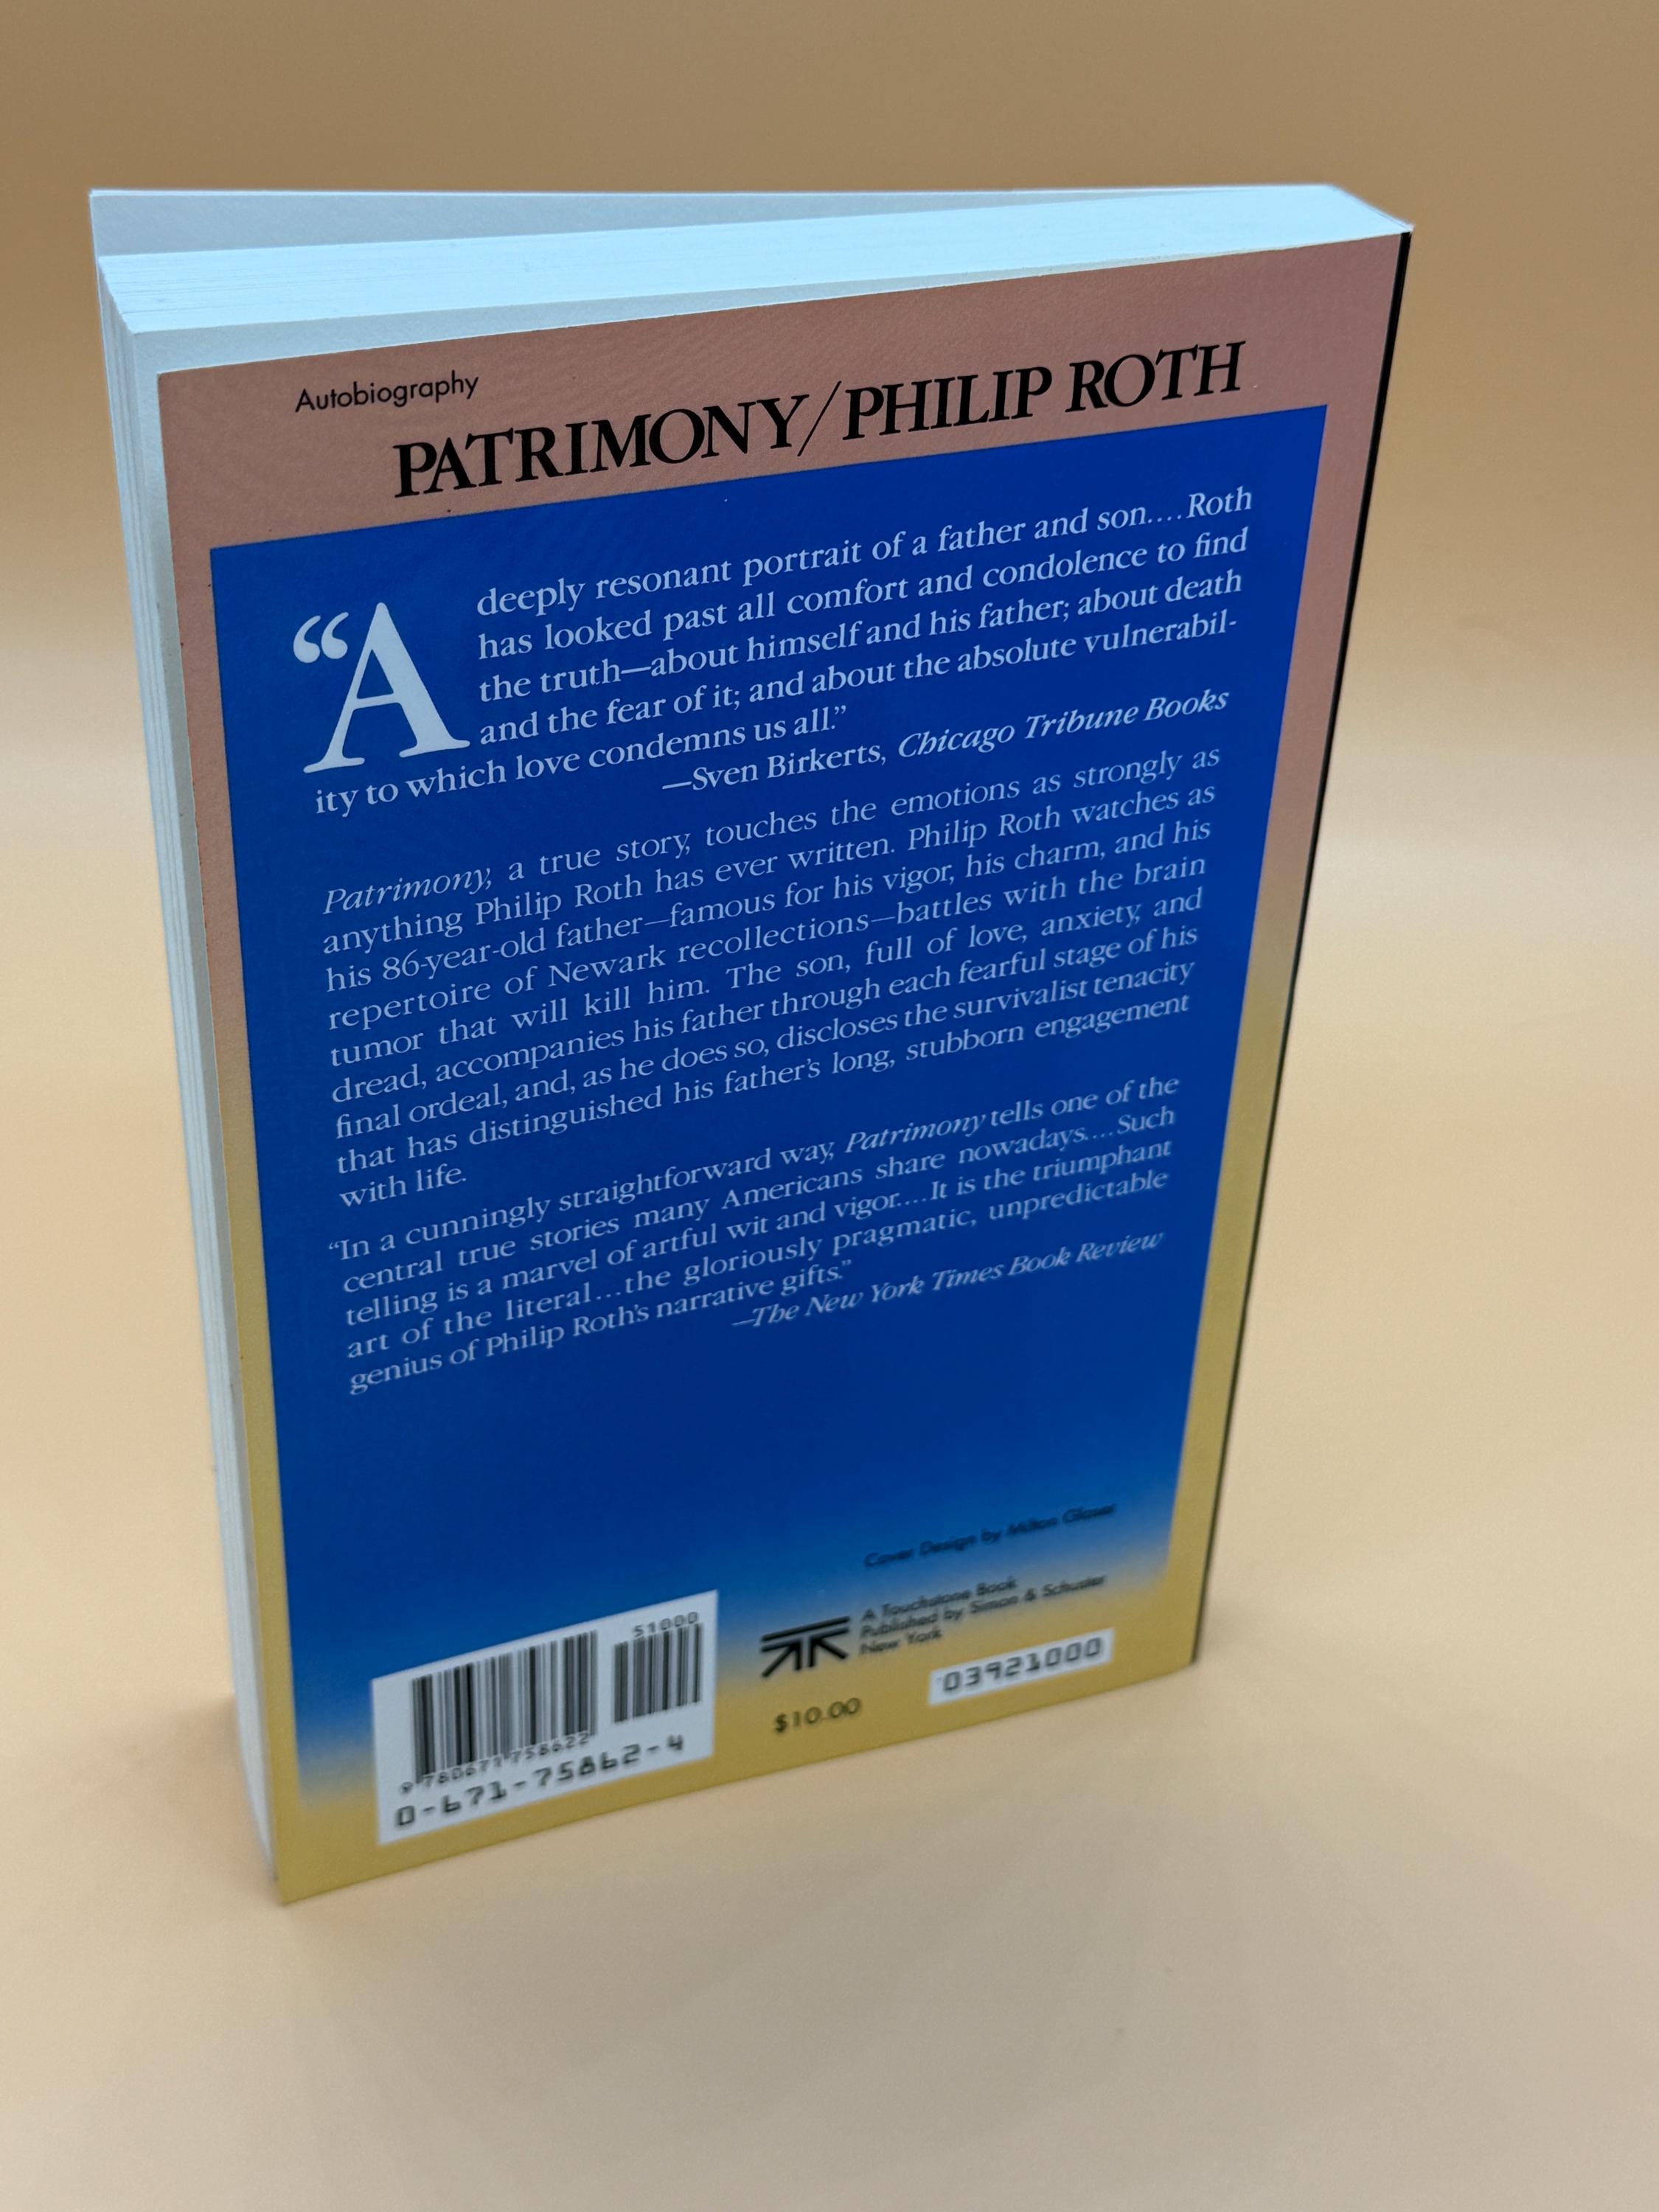 Autobiography
PATRIMONY/PHILIP ROTH
“A deeply resonant portrait of a father and son....Roth
has looked past all comfort and condolence to find
the truth—about himself and his father; about death
and the fear of it; and about the absolute vulnerabil-
ity to which love condemns us all.”
—Sven Birkerts, Chicago Tribune Books
Patrimony, a true story, touches the emotions as strongly as
anything Philip Roth has ever written. Philip Roth watches as
his 86-year-old father—famous for his vigor, his charm, and his
repertoire of Newark recollections—battles with the brain
tumor that will kill him. The son, full of love, anxiety, and
dread, accompanies his father through each fearful stage of his
final ordeal, and, as he does so, discloses the survivalist tenacity
that has distinguished his father’s long, stubborn engagement
with life.
“In a cunningly straightforward way, Patrimony tells one of the
central true stories many Americans share nowadays....Such
telling is a marvel of artful wit and vigor....It is the triumphant
art of the literal...the gloriously pragmatic, unpredictable
genius of Philip Roth’s narrative gifts.”
—The New York Times Book Review
Cover Design by Milton Glaser
A Touchstone Book
Published by Simon & Schuster
New York
$10.00
03921000
51000
9 780671 758622
0-671-75862-4